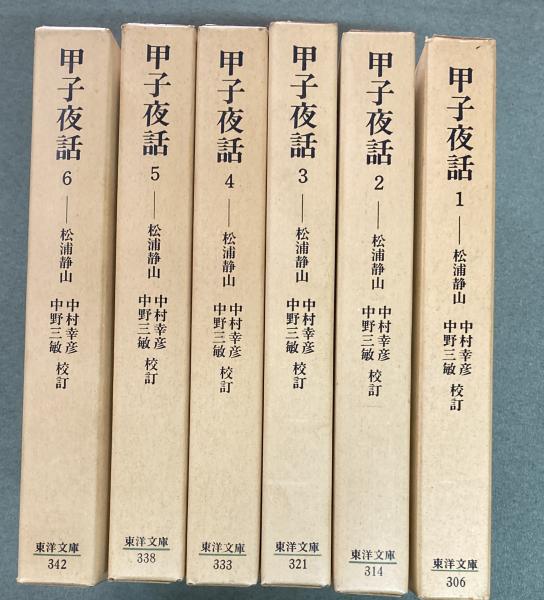 甲子夜話 6——松浦静山 中村幸彦 中野三敏 校訂
東洋文庫
342
甲子夜話 5——松浦静山 中村幸彦 中野三敏 校訂
東洋文庫
338
甲子夜話 4——松浦静山 中村幸彦 中野三敏 校訂
東洋文庫
333
甲子夜話 3——松浦静山 中村幸彦 中野三敏 校訂
東洋文庫
321
甲子夜話 2——松浦静山 中村幸彦 中野三敏 校訂
東洋文庫
314
甲子夜話 1——松浦静山 中村幸彦 中野三敏 校訂
東洋文庫
306